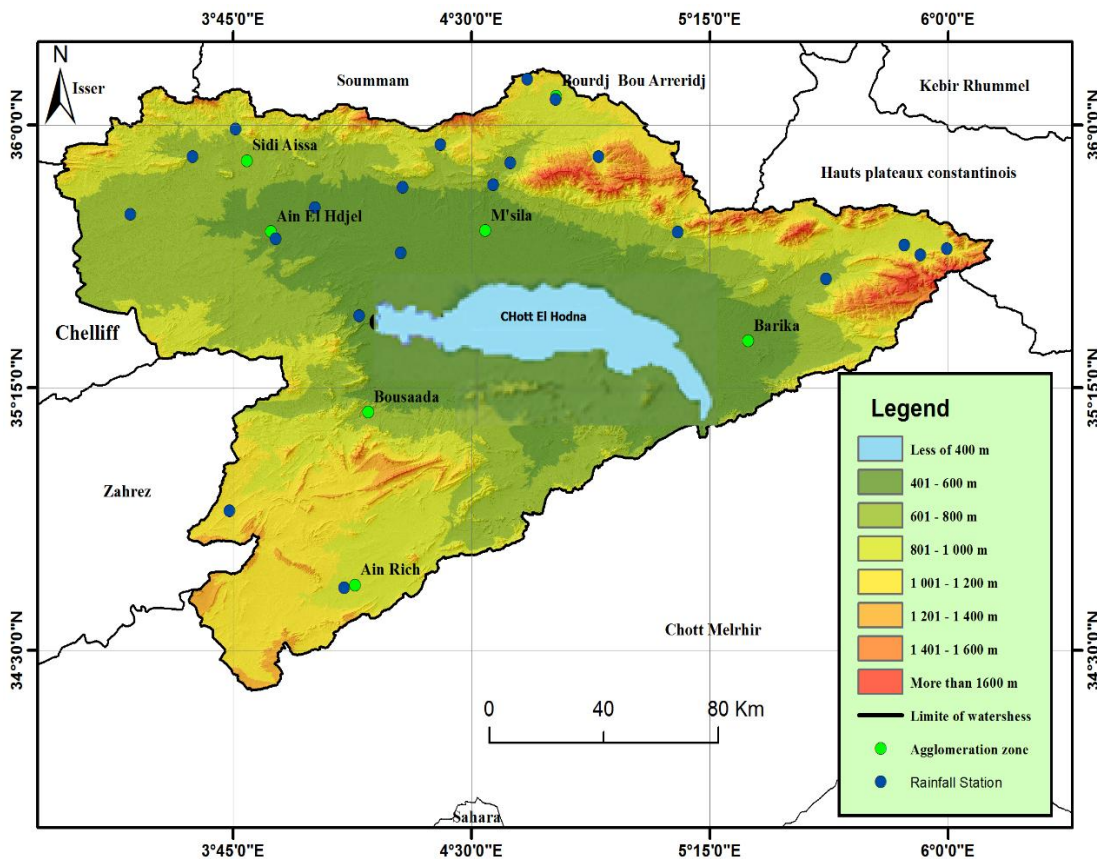 3°45'0"E 4°30'0"E 5°15'0"E 6°0'0"E
N
Isser
Soummam
Bourdj Bou Arreridj
Kebir Rhummel
36°0'0"N
36°0'0"N
Sidi Aissa
Hauts plateaux constantinois
Ain El Hdjel
M'sila
CHott El Hodna
Chelliff
Barika
35°15'0"N
35°15'0"N
Bousaada
Zahrez
Ain Rich
Chott Melrhir
34°30'0"N
34°30'0"N
0 40 80 Km
Sahara
Legend
Less of 400 m
401 - 600 m
601 - 800 m
801 - 1 000 m
1 001 - 1 200 m
1 201 - 1 400 m
1 401 - 1 600 m
More than 1600 m
Limite of watershess
Agglomeration zone
Rainfall Station
3°45'0"E 4°30'0"E 5°15'0"E 6°0'0"E